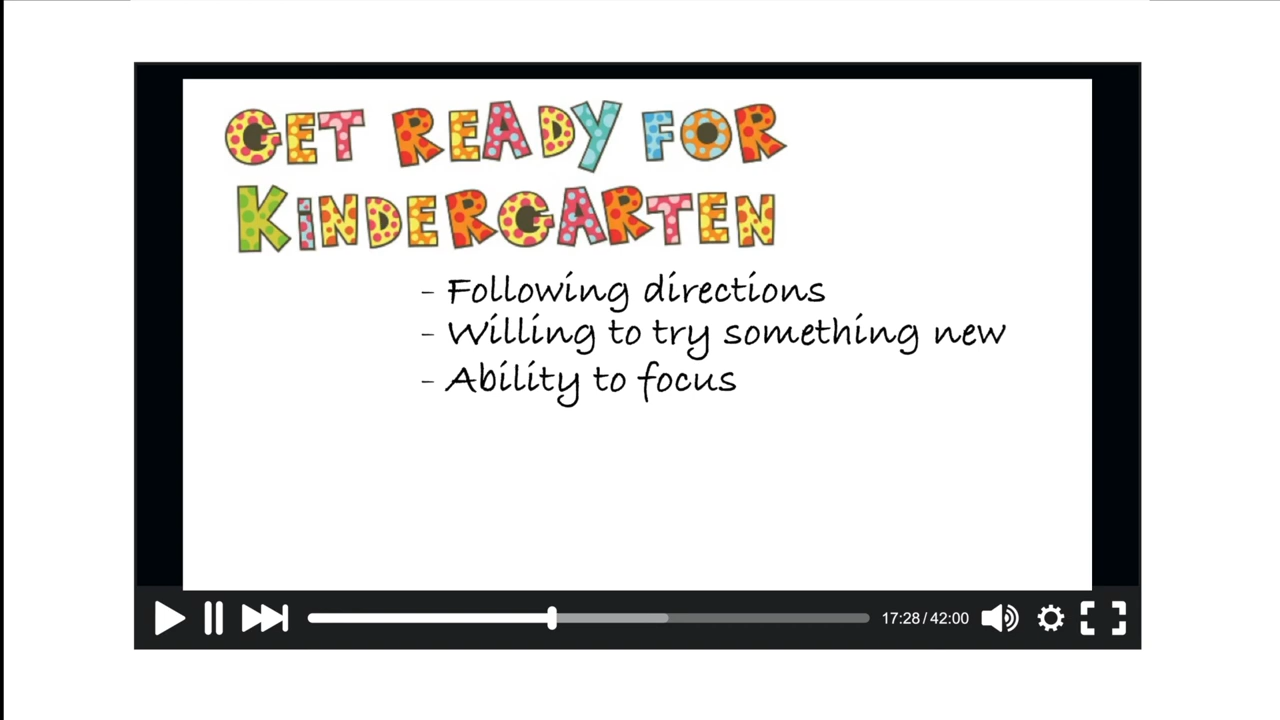 GET READY FOR
KiNDERGARTEN
- Following directions
- Willing to try something new
- Ability to focus
17:28 / 42:00